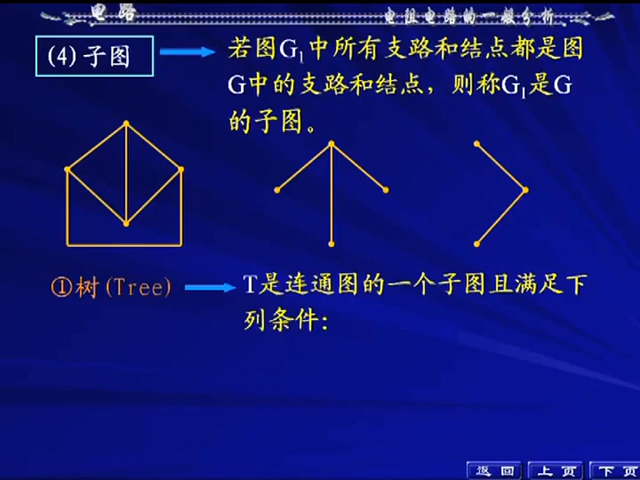 电路
电阻电路的一般分析
(4)子图
若图G₁中所有支路和结点都是图
G中的支路和结点，则称G₁是G
的子图。
①树(Tree)
T是连通图的一个子图且满足下
列条件：
返回 上页 下页